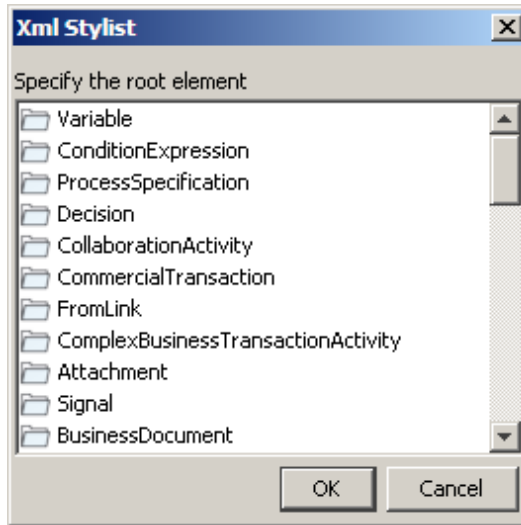 Xml Stylist
Specify the root element
Variable
ConditionExpression
ProcessSpecification
Decision
CollaborationActivity
CommercialTransaction
FromLink
ComplexBusinessTransactionActivity
Attachment
Signal
BusinessDocument
OK Cancel